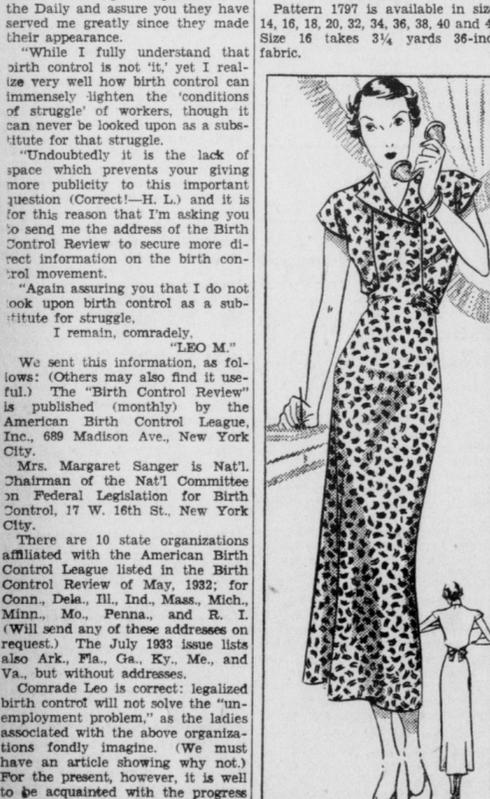 the Daily and assure you they have
served me greatly since they made
their appearance.
"While I fully understand that
birth control is not 'it,' yet I real-
ize very well how birth control can
immensely lighten the 'conditions
of struggle' of workers, though it
can never be looked upon as a subs-
titute for that struggle.
"Undoubtedly it is the lack of
space which prevents your giving
more publicity to this important
question (Correct!—H. L.) and it is
for this reason that I'm asking you
to send me the address of the Birth
Control Review to secure more di-
rect information on the birth con-
trol movement.
"Again assuring you that I do not
look upon birth control as a sub-
stitute for struggle,
I remain, comradely,
"LEO M."
We sent this information, as fol-
lows: (Others may also find it use-
ful.) The "Birth Control Review"
is published (monthly) by the
American Birth Control League,
Inc., 689 Madison Ave., New York
City.
Mrs. Margaret Sanger is Nat'l.
Chairman of the Nat'l Committee
on Federal Legislation for Birth
Control, 17 W. 16th St., New York
City.
There are 10 state organizations
affiliated with the American Birth
Control League listed in the Birth
Control Review of May, 1932; for
Conn., Dela., Ill., Ind., Mass., Mich.,
Minn., Mo., Penna., and R. I.
(Will send any of these addresses on
request.) The July 1933 issue lists
also Ark., Fla., Ga., Ky., Me., and
Va., but without addresses.
Comrade Leo is correct: legalized
birth control will not solve the "un-
employment problem," as the ladies
associated with the above organiza-
tions fondly imagine. (We must
have an article showing why not.)
For the present, however, it is well
to be acquainted with the progress
Pattern 1797 is available in siz
14, 16, 18, 20, 32, 34, 36, 38, 40 and 4
Size 16 takes 3¼ yards 36-inc
fabric.